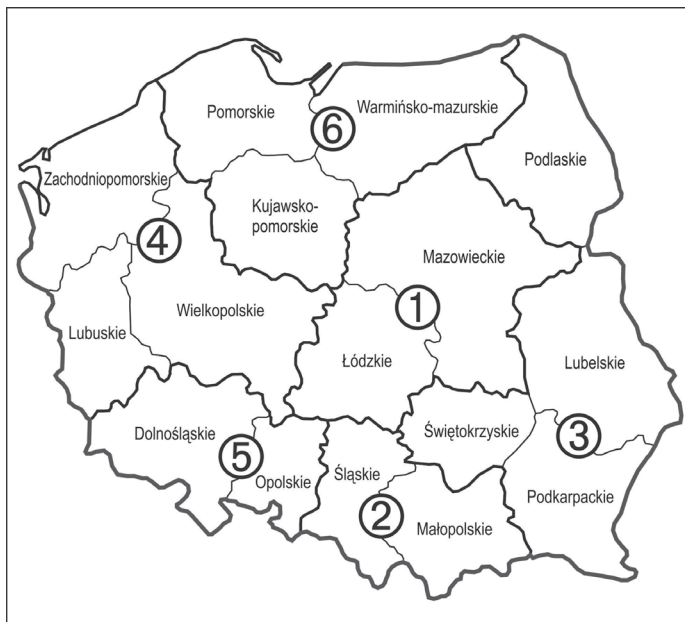 Pomorskie
Warmińsko-mazurskie
6
Podlaskie
Zachodniopomorskie
Kujawsko-
pomorskie
4
Mazowieckie
Wielkopolskie
1
Lubuskie
Łódzkie
Lubelskie
Dolnośląskie
Świętokrzyskie
3
5
Opolskie
Śląskie
Podkarpackie
2
Małopolskie